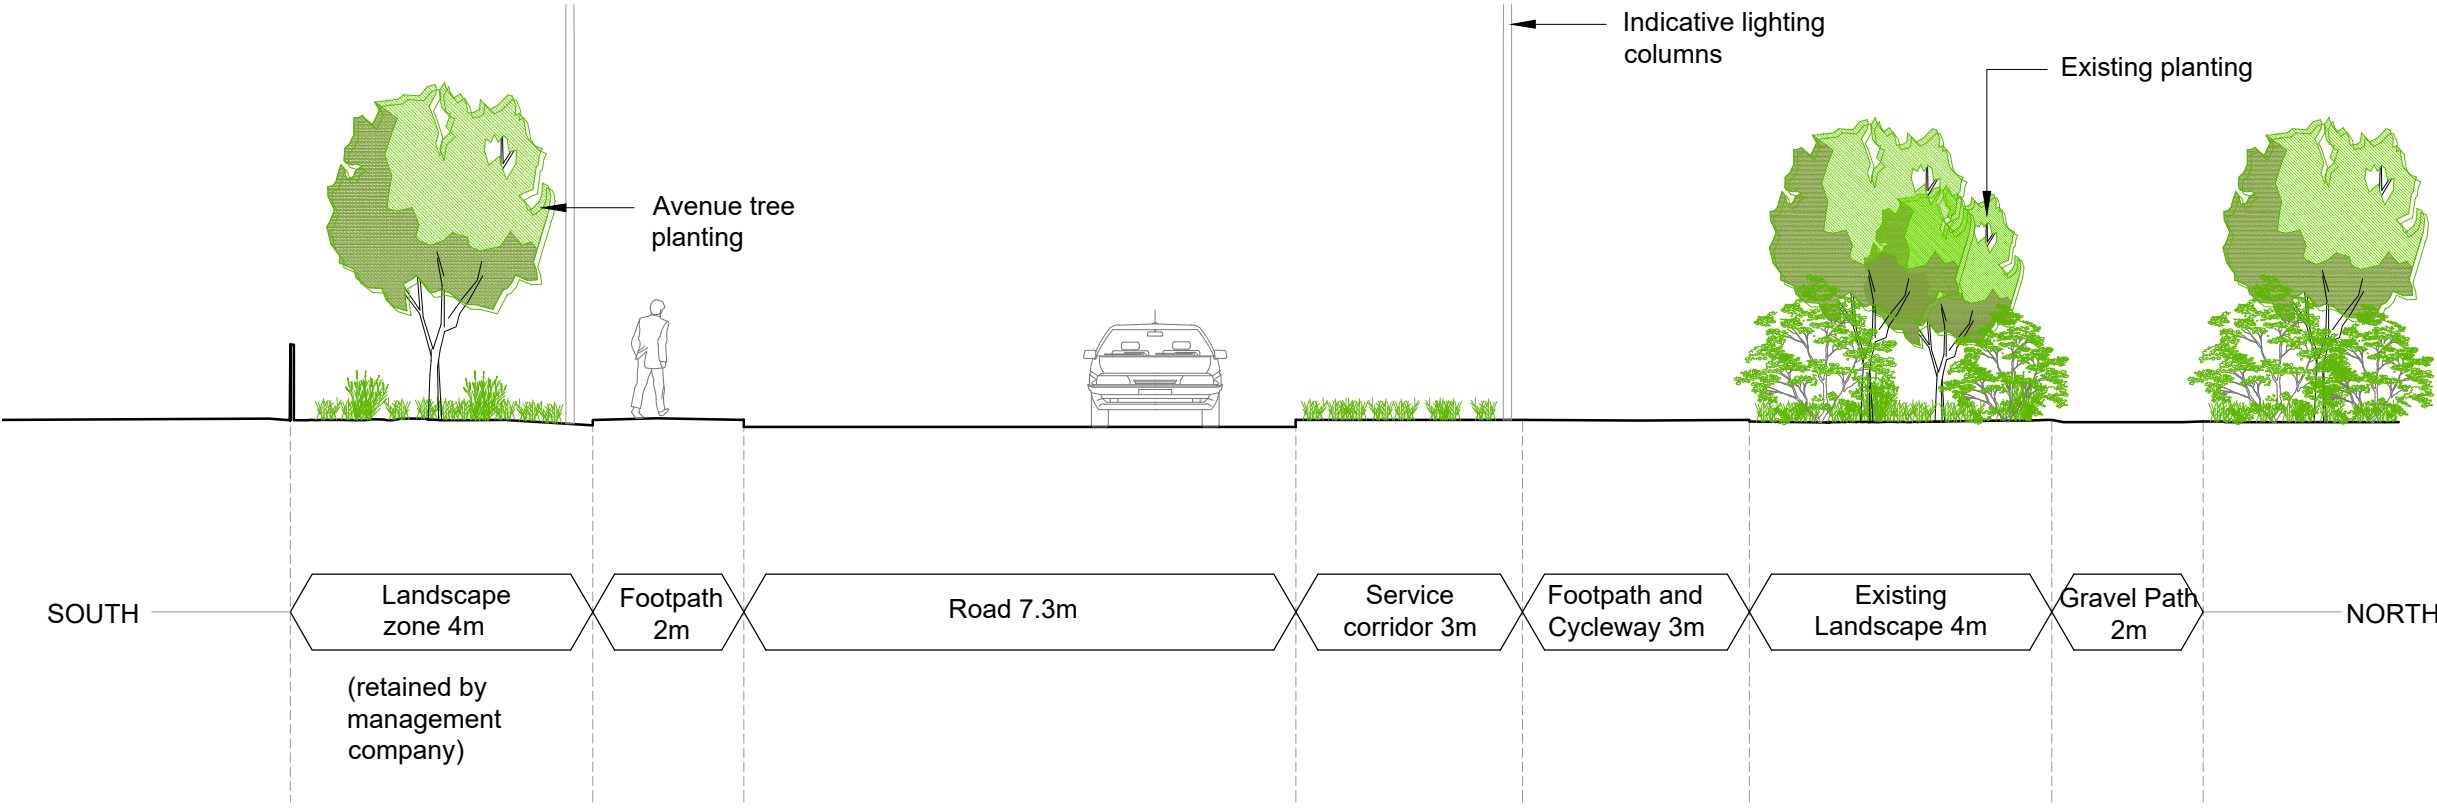 Indicative lighting
columns
Existing planting
Avenue tree
planting
SOUTH
Landscape
zone 4m
Footpath
2m
Road 7.3m
Service
corridor 3m
Footpath and
Cycleway 3m
Existing
Landscape 4m
Gravel Path
2m
NORTH
(retained by
management
company)